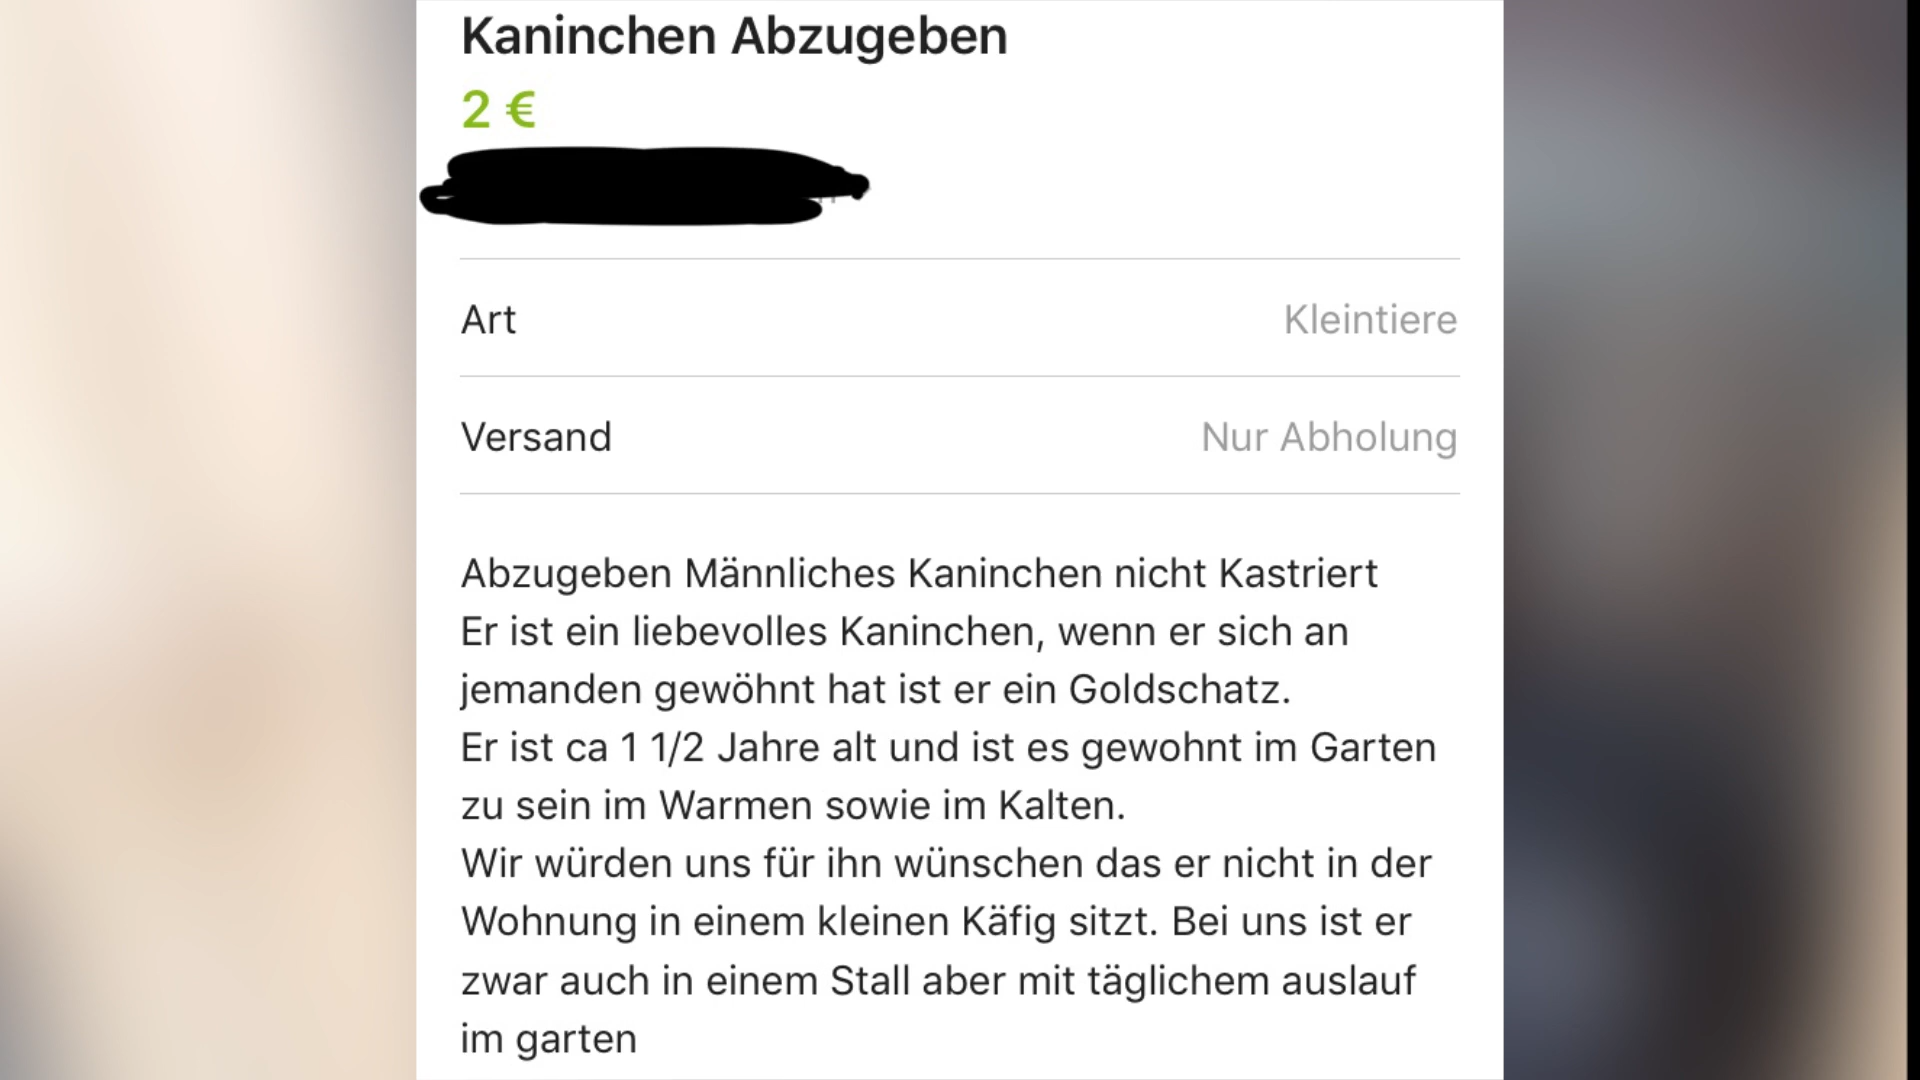 Kaninchen Abzugeben
2 €
Art Kleintiere
Versand Nur Abholung
Abzugeben Männliches Kaninchen nicht Kastriert
Er ist ein liebevolles Kaninchen, wenn er sich an
jemanden gewöhnt hat ist er ein Goldschatz.
Er ist ca 1 1/2 Jahre alt und ist es gewohnt im Garten
zu sein im Warmen sowie im Kalten.
Wir würden uns für ihn wünschen das er nicht in der
Wohnung in einem kleinen Käfig sitzt. Bei uns ist er
zwar auch in einem Stall aber mit täglichem auslauf
im garten